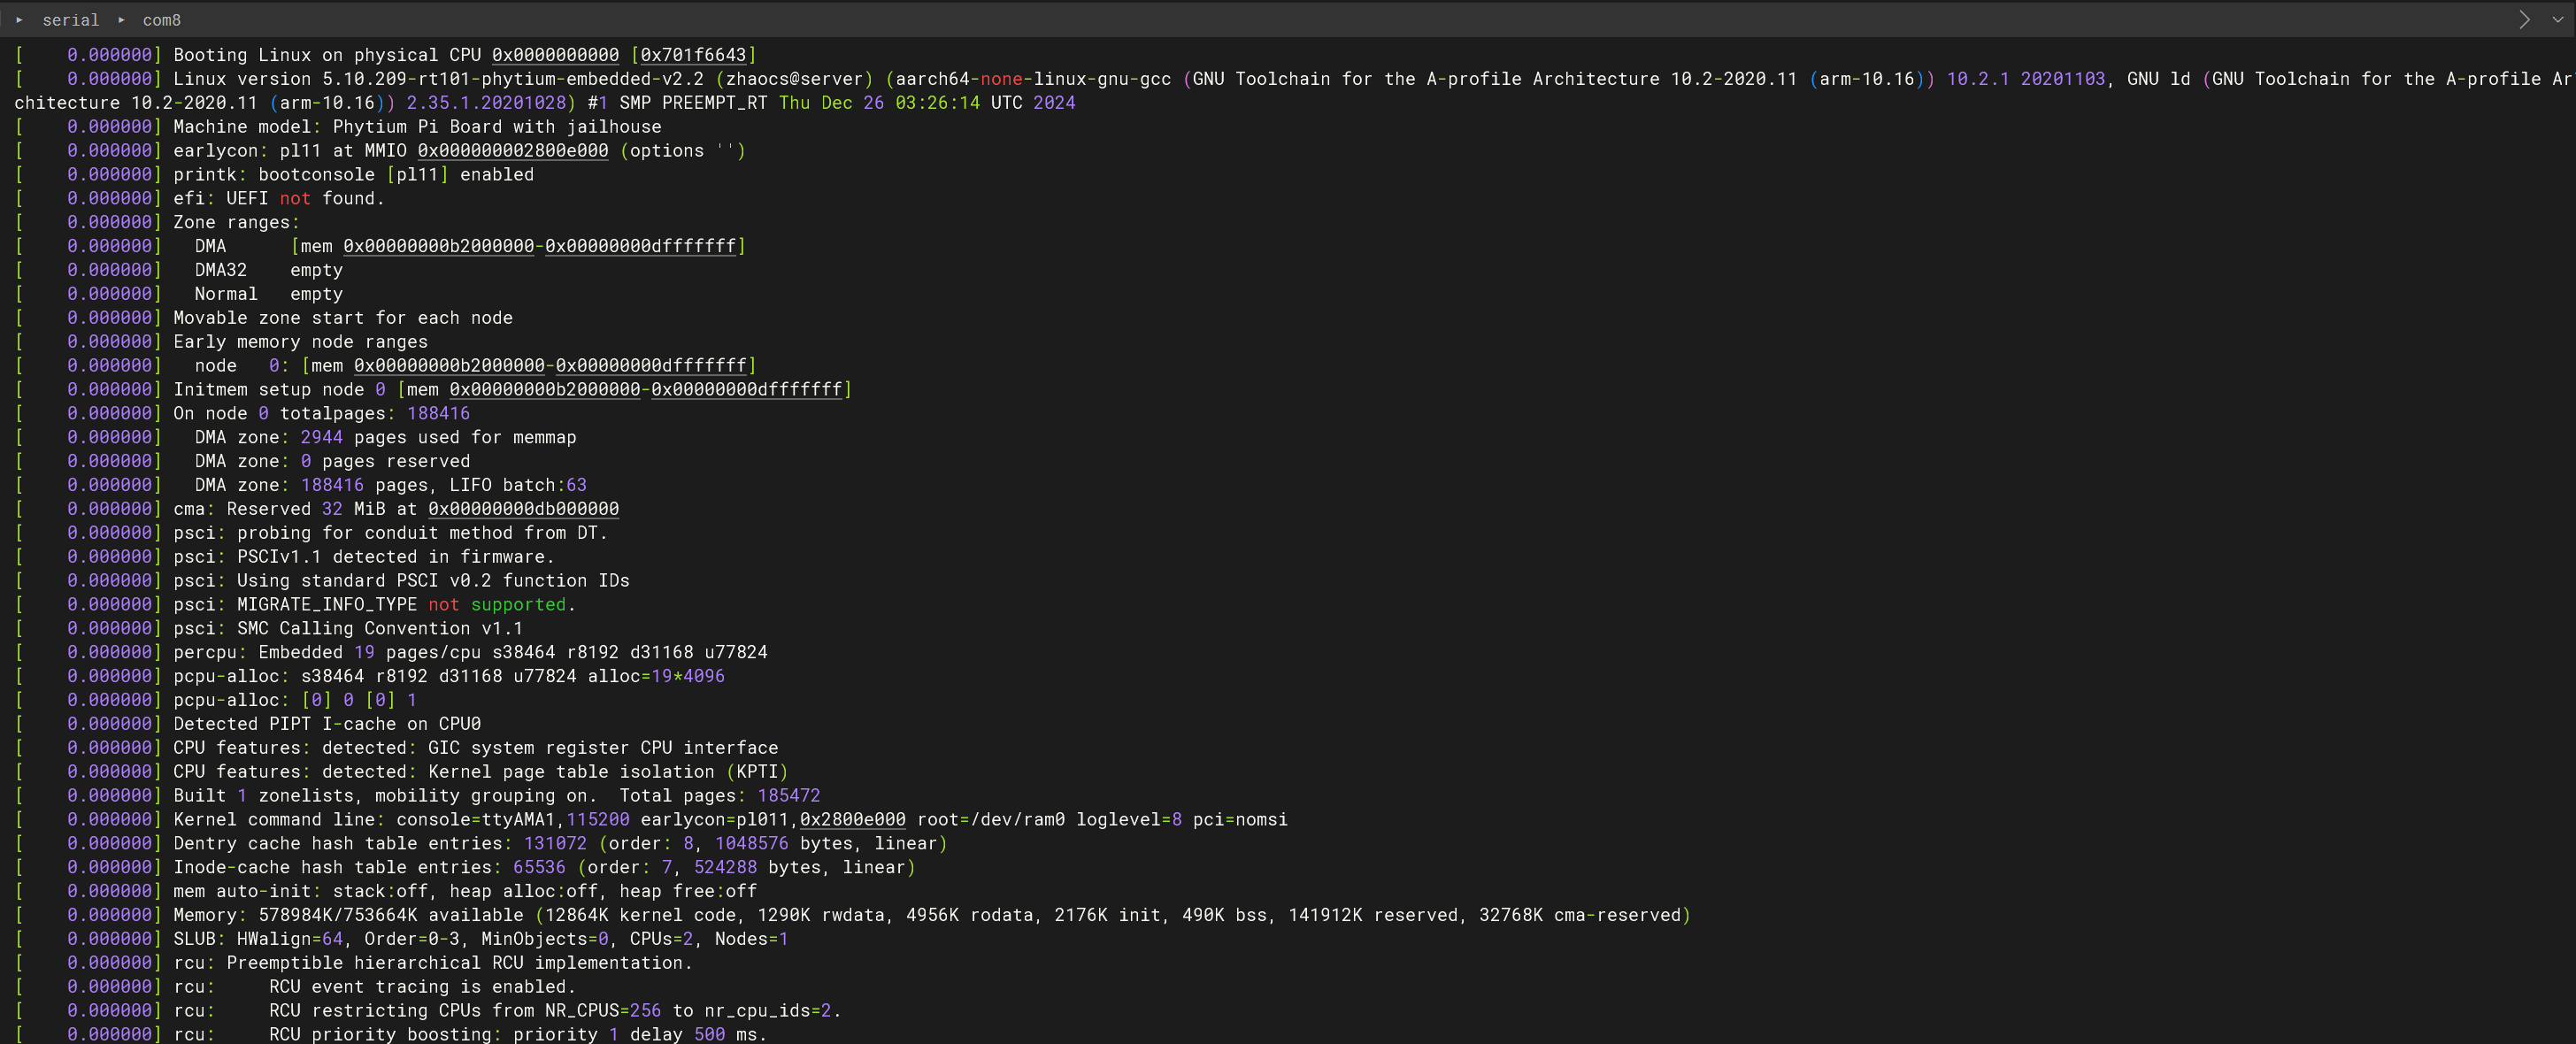 serial ▸ com8
[    0.000000] Booting Linux on physical CPU 0x0000000000 [0x701f6643]
[    0.000000] Linux version 5.10.209-rt101-phytium-embedded-v2.2 (zhaocs@server) (aarch64-none-linux-gnu-gcc (GNU Toolchain for the A-profile Architecture 10.2-2020.11 (arm-10.16)) 10.2.1 20201103, GNU ld (GNU Toolchain for the A-profile Ar
chitecture 10.2-2020.11 (arm-10.16)) 2.35.1.20201028) #1 SMP PREEMPT_RT Thu Dec 26 03:26:14 UTC 2024
[    0.000000] Machine model: Phytium Pi Board with jailhouse
[    0.000000] earlycon: pl11 at MMIO 0x000000002800e000 (options '')
[    0.000000] printk: bootconsole [pl11] enabled
[    0.000000] efi: UEFI not found.
[    0.000000] Zone ranges:
[    0.000000]   DMA      [mem 0x00000000b2000000-0x00000000dfffffff]
[    0.000000]   DMA32    empty
[    0.000000]   Normal   empty
[    0.000000] Movable zone start for each node
[    0.000000] Early memory node ranges
[    0.000000]   node   0: [mem 0x00000000b2000000-0x00000000dfffffff]
[    0.000000] Initmem setup node 0 [mem 0x00000000b2000000-0x00000000dfffffff]
[    0.000000] On node 0 totalpages: 188416
[    0.000000]   DMA zone: 2944 pages used for memmap
[    0.000000]   DMA zone: 0 pages reserved
[    0.000000]   DMA zone: 188416 pages, LIFO batch:63
[    0.000000] cma: Reserved 32 MiB at 0x00000000db000000
[    0.000000] psci: probing for conduit method from DT.
[    0.000000] psci: PSCIv1.1 detected in firmware.
[    0.000000] psci: Using standard PSCI v0.2 function IDs
[    0.000000] psci: MIGRATE_INFO_TYPE not supported.
[    0.000000] psci: SMC Calling Convention v1.1
[    0.000000] percpu: Embedded 19 pages/cpu s38464 r8192 d31168 u77824
[    0.000000] pcpu-alloc: s38464 r8192 d31168 u77824 alloc=19*4096
[    0.000000] pcpu-alloc: [0] 0 [0] 1
[    0.000000] Detected PIPT I-cache on CPU0
[    0.000000] CPU features: detected: GIC system register CPU interface
[    0.000000] CPU features: detected: Kernel page table isolation (KPTI)
[    0.000000] Built 1 zonelists, mobility grouping on.  Total pages: 185472
[    0.000000] Kernel command line: console=ttyAMA1,115200 earlycon=pl011,0x2800e000 root=/dev/ram0 loglevel=8 pci=nomsi
[    0.000000] Dentry cache hash table entries: 131072 (order: 8, 1048576 bytes, linear)
[    0.000000] Inode-cache hash table entries: 65536 (order: 7, 524288 bytes, linear)
[    0.000000] mem auto-init: stack:off, heap alloc:off, heap free:off
[    0.000000] Memory: 578984K/753664K available (12864K kernel code, 1290K rwdata, 4956K rodata, 2176K init, 490K bss, 141912K reserved, 32768K cma-reserved)
[    0.000000] SLUB: HWalign=64, Order=0-3, MinObjects=0, CPUs=2, Nodes=1
[    0.000000] rcu: Preemptible hierarchical RCU implementation.
[    0.000000] rcu:     RCU event tracing is enabled.
[    0.000000] rcu:     RCU restricting CPUs from NR_CPUS=256 to nr_cpu_ids=2.
[    0.000000] rcu:     RCU priority boosting: priority 1 delay 500 ms.